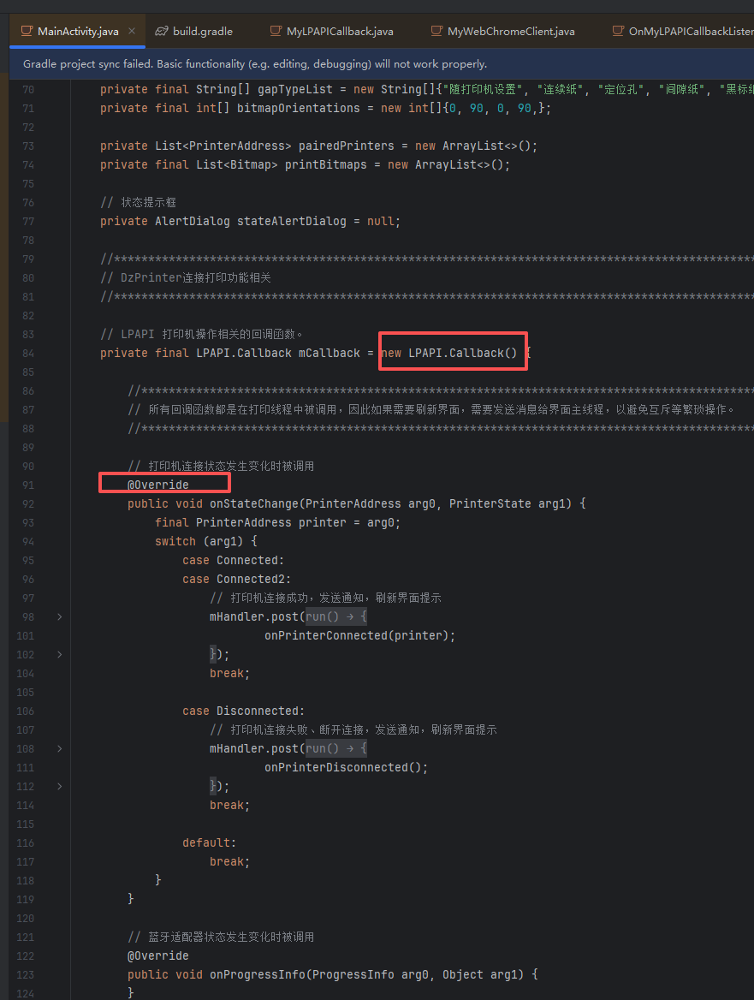 MainActivity.java
build.gradle
MyLPAPICallback.java
MyWebChromeClient.java
OnMyLPAPICallbackListener
Gradle project sync failed. Basic functionality (e.g. editing, debugging) will not work properly.
70 private final String[] gapTypeList = new String[]{"随打印机设置", "连续纸", "定位孔", "间隙纸", "黑标纸
71 private final int[] bitmapOrientations = new int[]{0, 90, 0, 90,};
72
73 private List<PrinterAddress> pairedPrinters = new ArrayList<>();
74 private final List<Bitmap> printBitmaps = new ArrayList<>();
75
76 // 状态提示框
77 private AlertDialog stateAlertDialog = null;
78
79 //**********************************************************************************************
80 // DzPrinter连接打印功能相关
81 //**********************************************************************************************
82
83 // LPAPI 打印机操作相关的回调函数。
84 private final LPAPI.Callback mCallback = new LPAPI.Callback() {
85
86 //******************************************************************************************
87 // 所有回调函数都是在打印线程中被调用，因此如果需要刷新界面，需要发送消息给界面主线程，以避免互斥等繁琐操作。
88 //******************************************************************************************
89
90 // 打印机连接状态发生变化时被调用
91 @Override
92 public void onStateChange(PrinterAddress arg0, PrinterState arg1) {
93 final PrinterAddress printer = arg0;
94 switch (arg1) {
95 case Connected:
96 case Connected2:
97 // 打印机连接成功，发送通知，刷新界面提示
98 mHandler.post(run() → {
101 onPrinterConnected(printer);
102 });
104 break;
105
106 case Disconnected:
107 // 打印机连接失败、断开连接，发送通知，刷新界面提示
108 mHandler.post(run() → {
111 onPrinterDisconnected();
112 });
114 break;
115
116 default:
117 break;
118 }
119 }
120
121 // 蓝牙适配器状态发生变化时被调用
122 @Override
123 public void onProgressInfo(ProgressInfo arg0, Object arg1) {
124 }